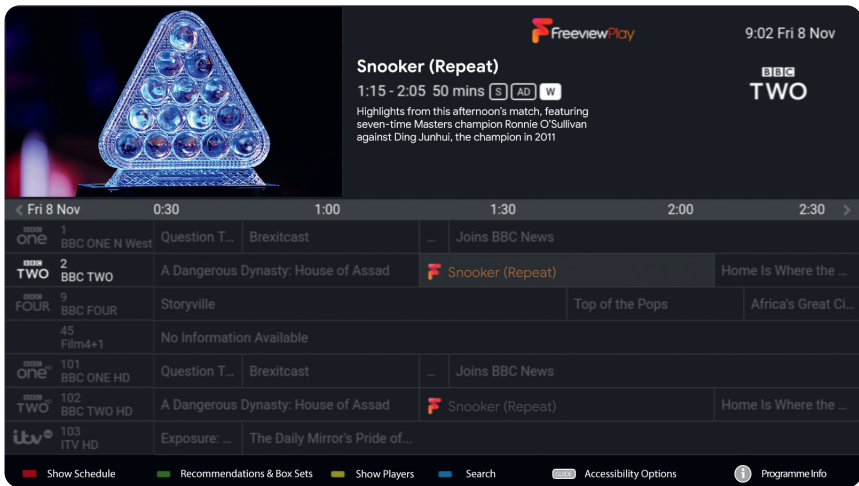 FreeviewPlay
9:02 Fri 8 Nov
Snooker (Repeat)
1:15 - 2:05 50 mins S AD W
BBC
TWO
Highlights from this afternoon's match, featuring
seven-time Masters champion Ronnie O'Sullivan
against Ding Junhui, the champion in 2011
< Fri 8 Nov 0:30 1:00 1:30 2:00 2:30 >
BBC one 1 BBC ONE N West Question T... Brexitcast ... Joins BBC News
BBC TWO 2 BBC TWO A Dangerous Dynasty: House of Assad Snooker (Repeat) Home Is Where the ...
BBC FOUR 9 BBC FOUR Storyville Top of the Pops Africa's Great Ci...
45 Film4+1 No Information Available
BBC one HD 101 BBC ONE HD Question T... Brexitcast ... Joins BBC News
BBC TWO HD 102 BBC TWO HD A Dangerous Dynasty: House of Assad Snooker (Repeat) Home Is Where the ...
itv HD 103 ITV HD Exposure: ... The Daily Mirror's Pride of...
Show Schedule Recommendations & Box Sets Show Players Search GUIDE Accessibility Options i Programme Info